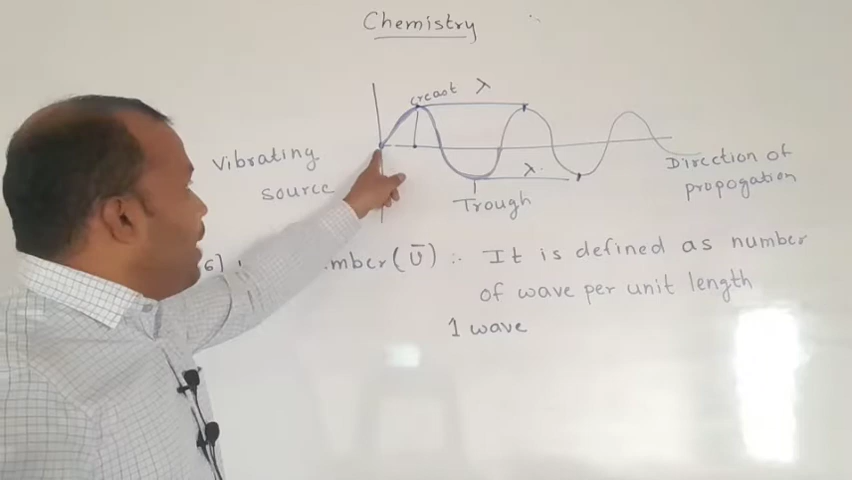 Chemistry
creast λ
Vibrating
source
Direction of
propogation
λ
Trough
6]
mber (ῡ) :- It is defined as number
of wave per unit length
1 wave